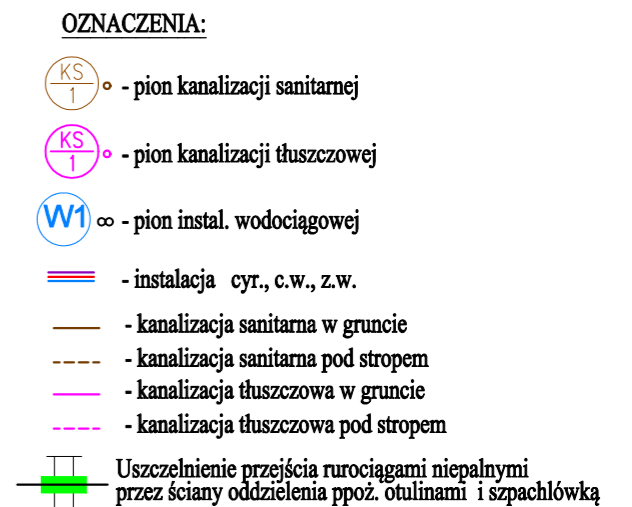 OZNACZENIA:
KS
1
- pion kanalizacji sanitarnej
KS
1
- pion kanalizacji tłuszczowej
W1 ∞ - pion instal. wodociągowej
- instalacja cyr., c.w., z.w.
- kanalizacja sanitarna w gruncie
- kanalizacja sanitarna pod stropem
- kanalizacja tłuszczowa w gruncie
- kanalizacja tłuszczowa pod stropem
Uszczelnienie przejścia rurociągami niepalnymi
przez ściany oddzielenia ppoż. otulinami i szpachlówką